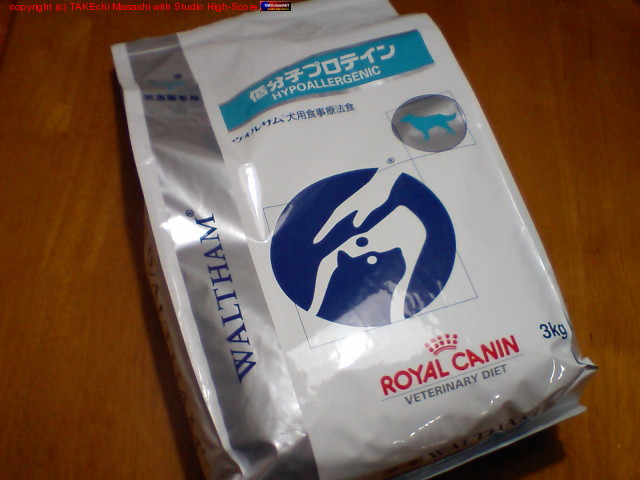 copyright (c) TAKEchi Masashi with Studio High-Score.
低分子プロテイン
HYPOALLERGENIC
ウォルサム 犬用食事療法食
WALTHAM®
®
3kg
ROYAL CANIN
VETERINARY DIET
WALTHAM